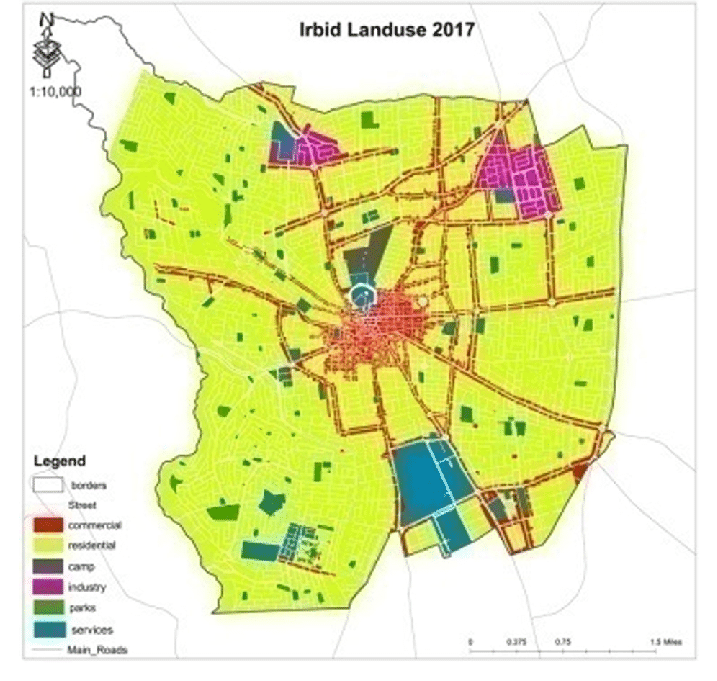 Irbid Landuse 2017
N
1:10,000
Legend
borders
Street
commercial
residential
camp
industry
parks
services
Main_Roads
0 0.375 0.75 1.5 Miles